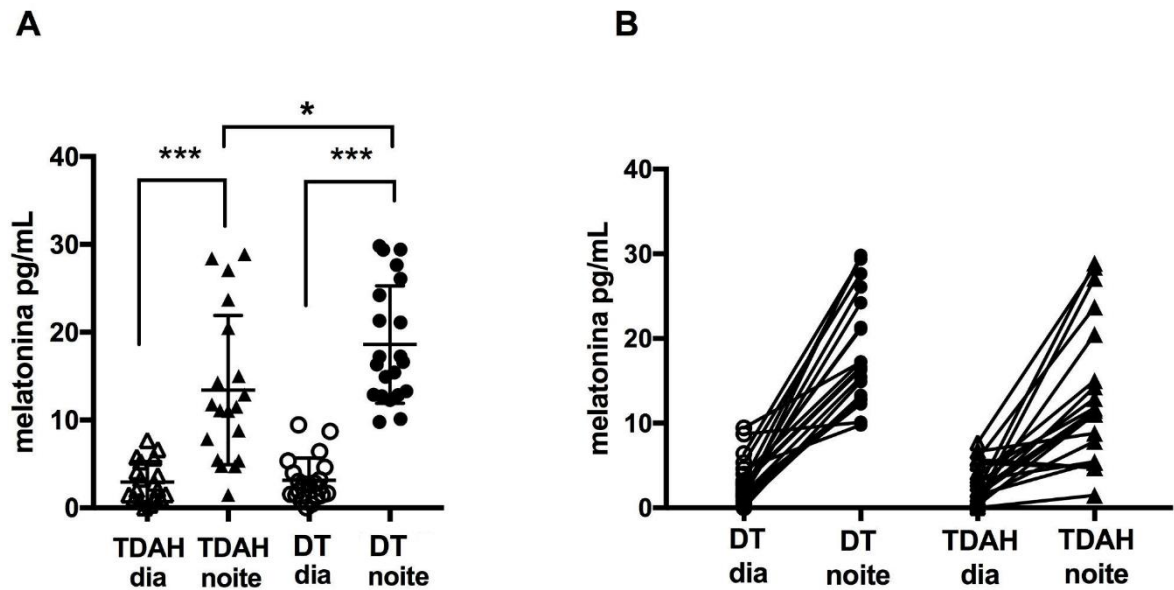 A
melatonina pg/mL
40
30
20
10
0
***
*
***
TDAH
dia
TDAH
noite
DT
dia
DT
noite
B
melatonina pg/mL
40
30
20
10
0
DT
dia
DT
noite
TDAH
dia
TDAH
noite